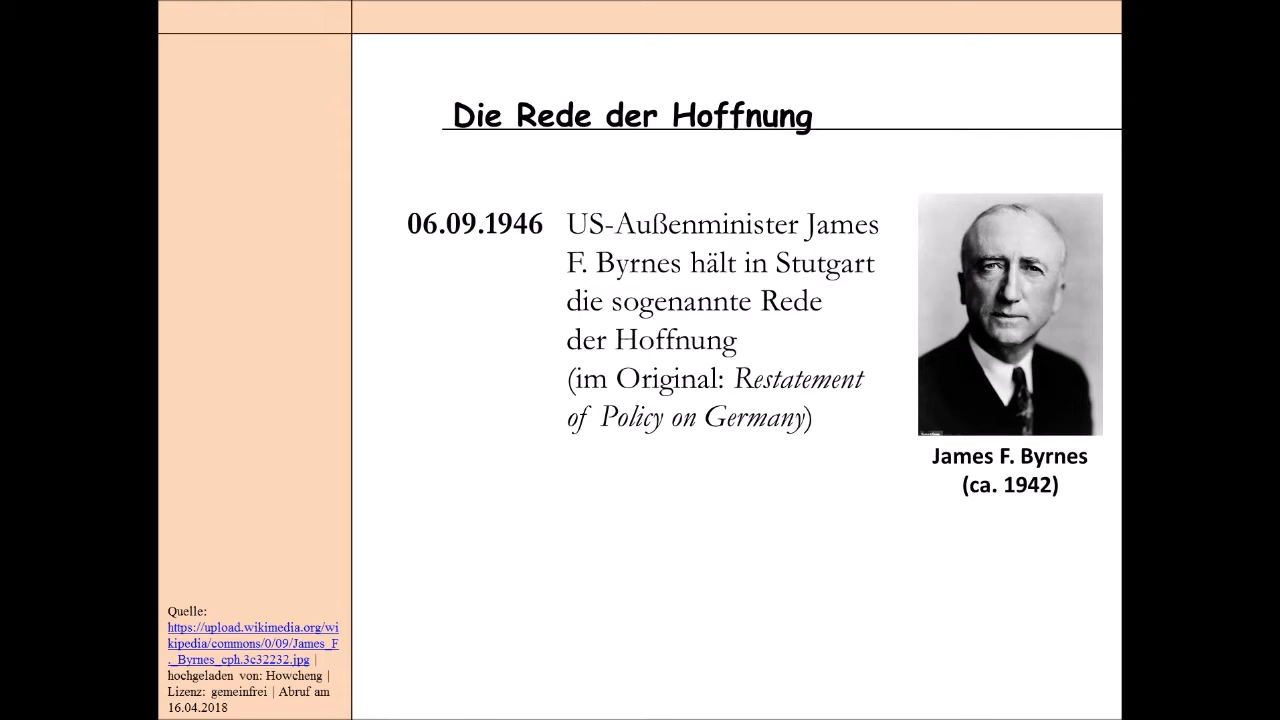 Die Rede der Hoffnung
06.09.1946 US-Außenminister James
F. Byrnes hält in Stutgart
die sogenannte Rede
der Hoffnung
(im Original: Restatement
of Policy on Germany)
James F. Byrnes
(ca. 1942)
Quelle:
https://upload.wikimedia.org/wi
kipedia/commons/0/09/James_F
._Byrnes_cph.3c32232.jpg |
hochgeladen von: Howcheng |
Lizenz: gemeinfrei | Abruf am
16.04.2018